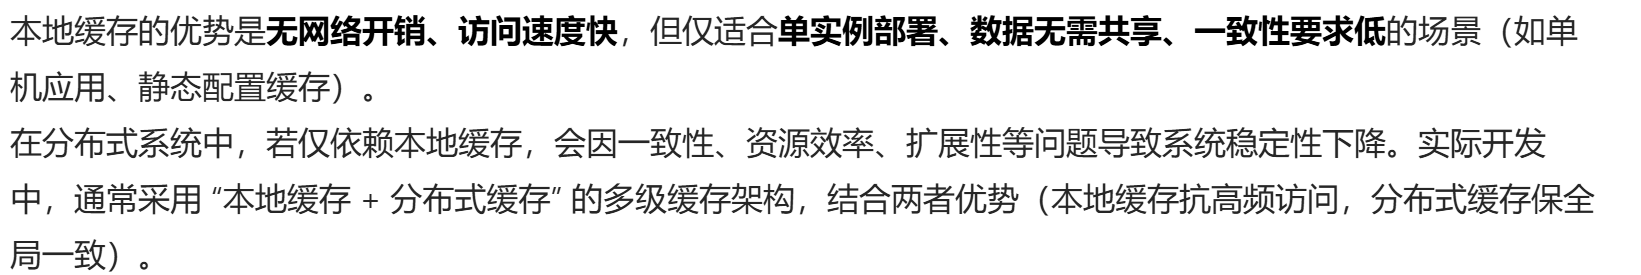 本地缓存的优势是无网络开销、访问速度快，但仅适合单实例部署、数据无需共享、一致性要求低的场景（如单
机应用、静态配置缓存）。
在分布式系统中，若仅依赖本地缓存，会因一致性、资源效率、扩展性等问题导致系统稳定性下降。实际开发
中，通常采用 “本地缓存 + 分布式缓存” 的多级缓存架构，结合两者优势（本地缓存抗高频访问，分布式缓存保全
局一致）。